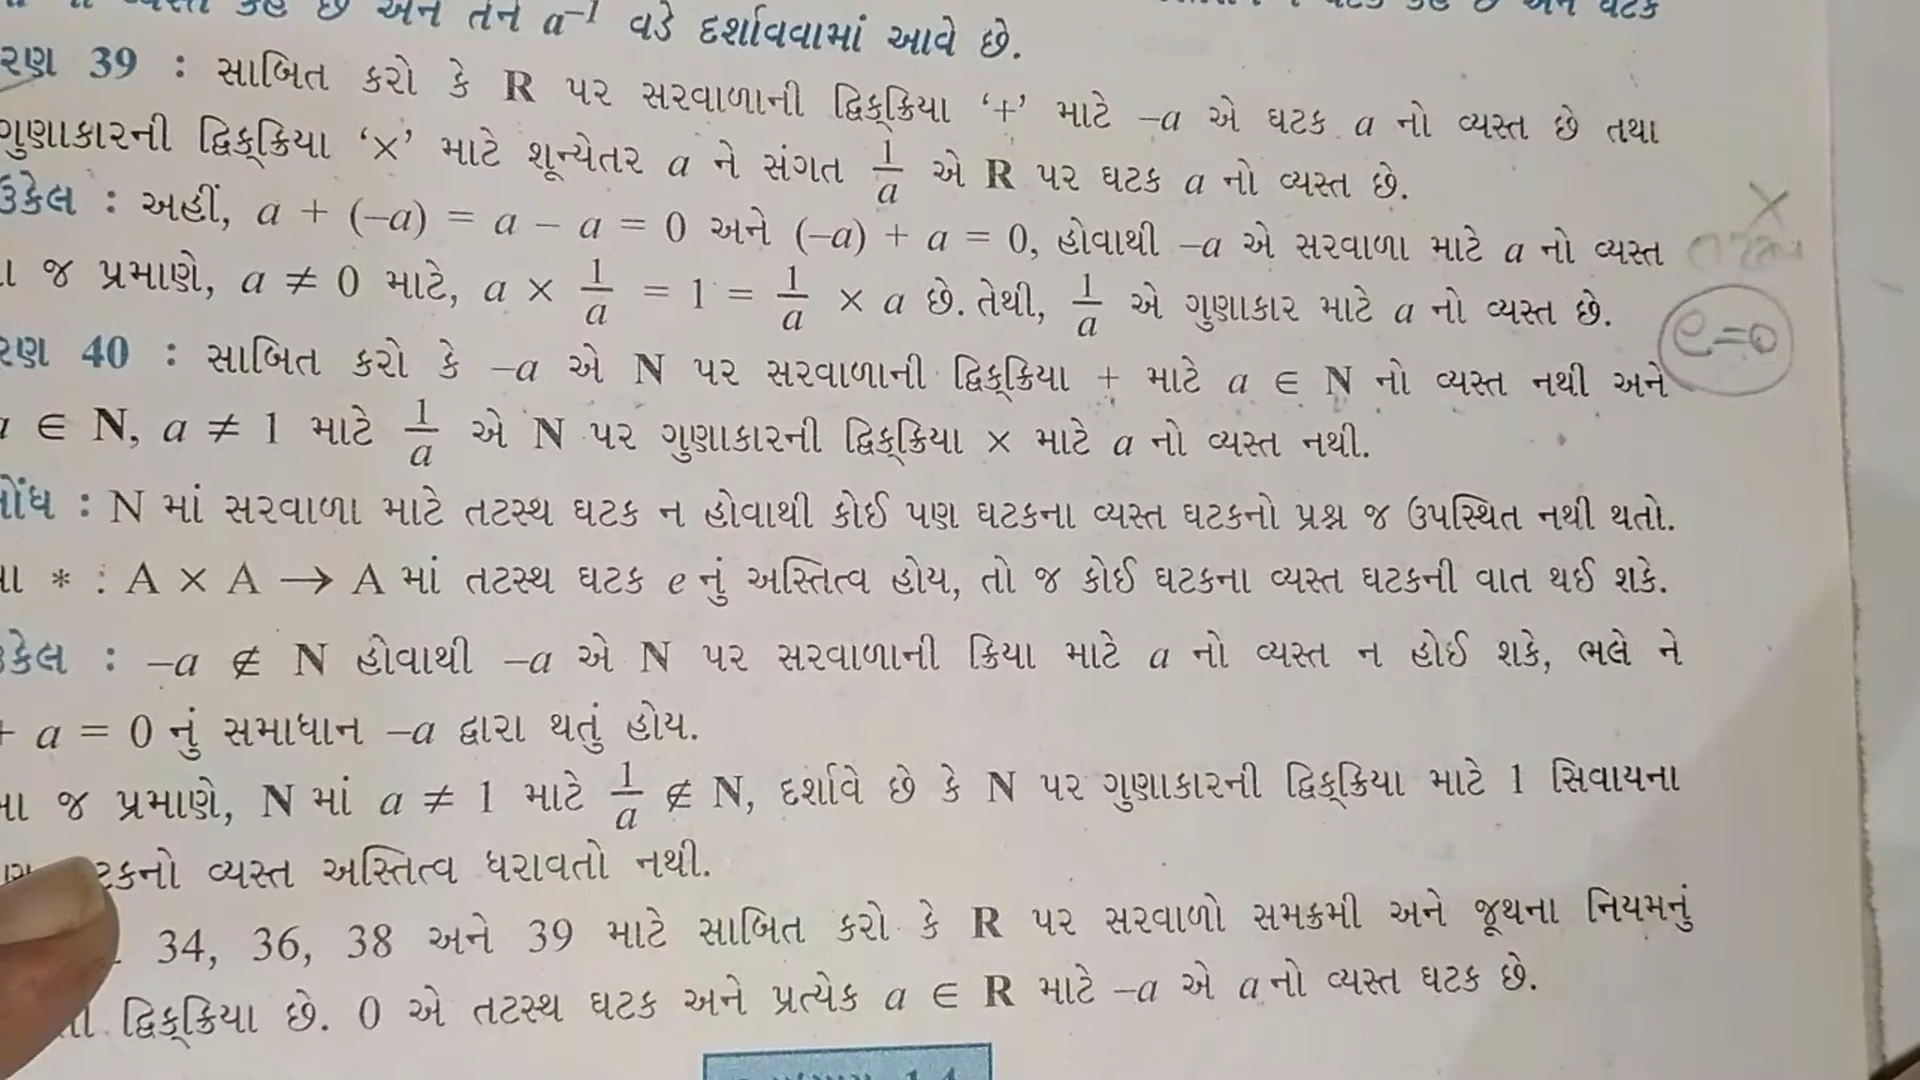 a⁻¹ વડે દર્શાવવામાં આવે છે.
રણ 39 : સાબિત કરો કે R પર સરવાળાની દ્વિક્ક્રિયા ‘+’ માટે –a એ ઘટક a નો વ્યસ્ત છે તથા
ગુણાકારની દ્વિક્ક્રિયા ‘×’ માટે શૂન્યેતર a ને સંગત 1/a એ R પર ઘટક a નો વ્યસ્ત છે.
ઉકેલ : અહીં, a + (–a) = a – a = 0 અને (–a) + a = 0, હોવાથી –a એ સરવાળા માટે a નો વ્યસ્ત
જ પ્રમાણે, a ≠ 0 માટે, a × 1/a = 1 = 1/a × a છે. તેથી, 1/a એ ગુણાકાર માટે a નો વ્યસ્ત છે.
×
e=0
રણ 40 : સાબિત કરો કે –a એ N પર સરવાળાની દ્વિક્ક્રિયા + માટે a ∈ N નો વ્યસ્ત નથી અને
∈ N, a ≠ 1 માટે 1/a એ N પર ગુણાકારની દ્વિક્ક્રિયા × માટે a નો વ્યસ્ત નથી.
નોંધ : N માં સરવાળા માટે તટસ્થ ઘટક ન હોવાથી કોઈ પણ ઘટકના વ્યસ્ત ઘટકનો પ્રશ્ન જ ઉપસ્થિત નથી થતો.
* : A × A → A માં તટસ્થ ઘટક e નું અસ્તિત્વ હોય, તો જ કોઈ ઘટકના વ્યસ્ત ઘટકની વાત થઈ શકે.
ઉકેલ : –a ∉ N હોવાથી –a એ N પર સરવાળાની ક્રિયા માટે a નો વ્યસ્ત ન હોઈ શકે, ભલે ને
+ a = 0 નું સમાધાન –a દ્વારા થતું હોય.
જ પ્રમાણે, N માં a ≠ 1 માટે 1/a ∉ N, દર્શાવે છે કે N પર ગુણાકારની દ્વિક્ક્રિયા માટે 1 સિવાયના
ટકનો વ્યસ્ત અસ્તિત્વ ધરાવતો નથી.
34, 36, 38 અને 39 માટે સાબિત કરો કે R પર સરવાળો સમક્રમી અને જૂથના નિયમનું
દ્વિક્ક્રિયા છે. 0 એ તટસ્થ ઘટક અને પ્રત્યેક a ∈ R માટે –a એ a નો વ્યસ્ત ઘટક છે.